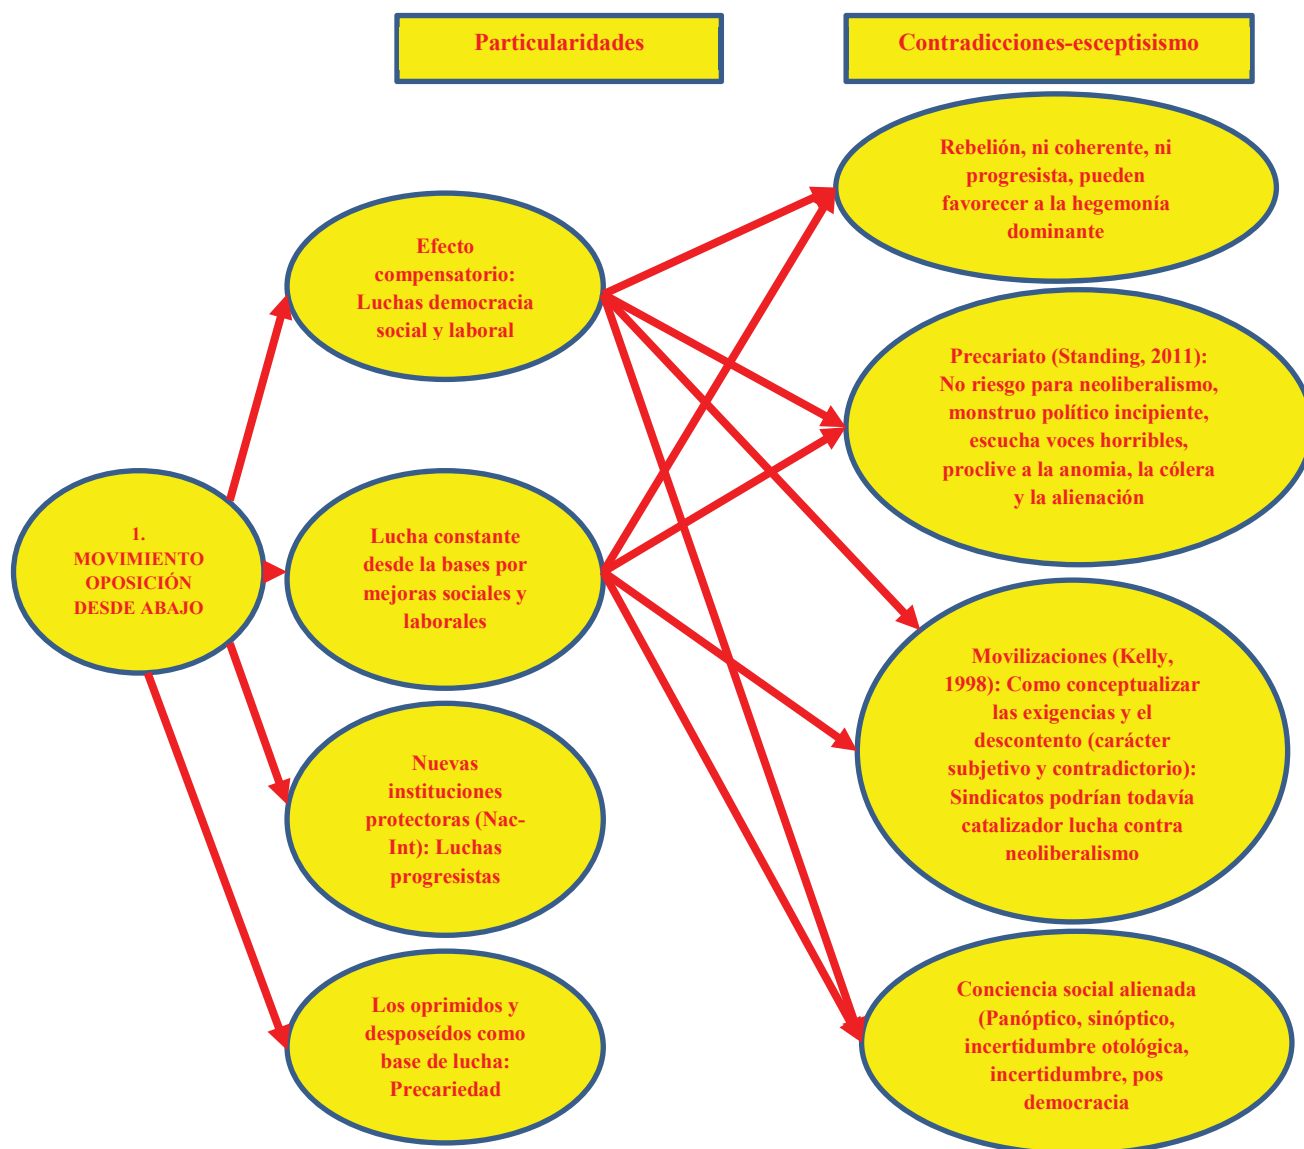 Particularidades
Contradicciones-esceptisismo
1.
MOVIMIENTO
OPOSICIÓN
DESDE ABAJO
Efecto
compensatorio:
Luchas democracia
social y laboral
Lucha constante
desde la bases por
mejoras sociales y
laborales
Nuevas
instituciones
protectoras (Nac-
Int): Luchas
progresistas
Los oprimidos y
desposeídos como
base de lucha:
Precariedad
Rebelión, ni coherente, ni
progresista, pueden
favorecer a la hegemonía
dominante
Precariato (Standing, 2011):
No riesgo para neoliberalismo,
monstruo político incipiente,
escucha voces horribles,
proclive a la anomia, la cólera
y la alienación
Movilizaciones (Kelly,
1998): Como conceptualizar
las exigencias y el
descontento (carácter
subjetivo y contradictorio):
Sindicatos podrían todavía
catalizador lucha contra
neoliberalismo
Conciencia social alienada
(Panóptico, sinóptico,
incertidumbre otológica,
incertidumbre, pos
democracia